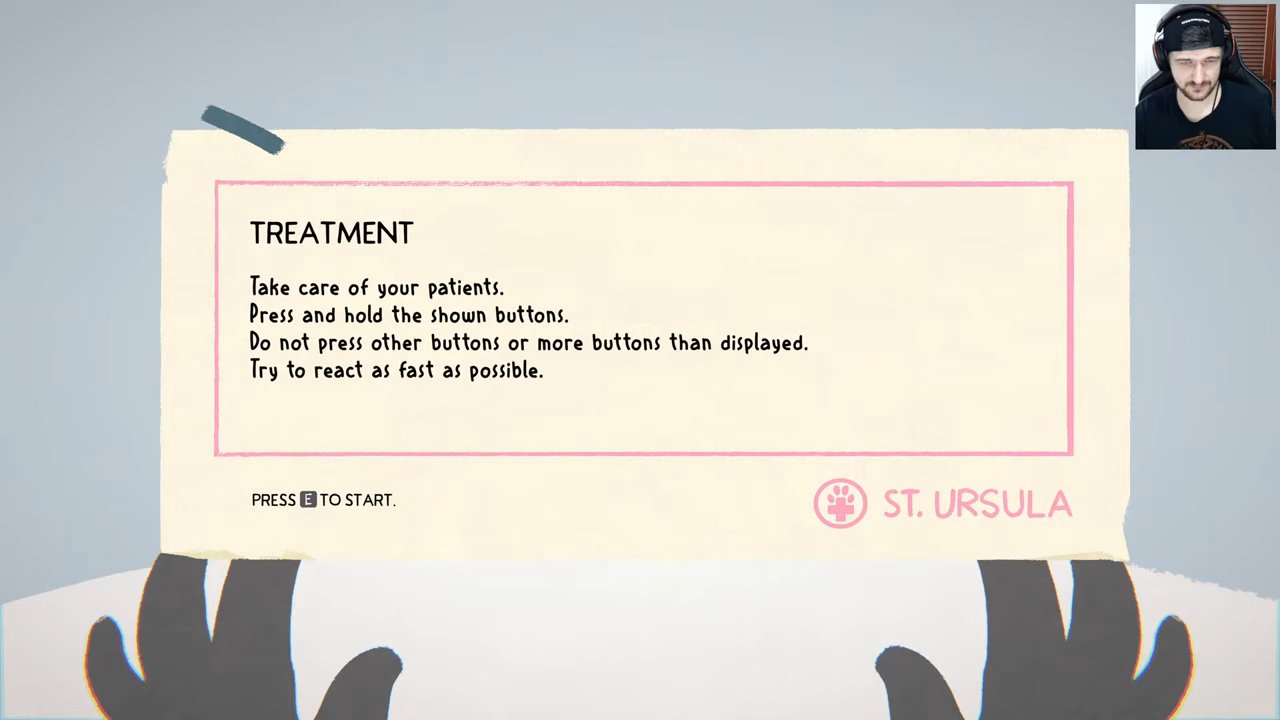 TREATMENT
Take care of your patients.
Press and hold the shown buttons.
Do not press other buttons or more buttons than displayed.
Try to react as fast as possible.
PRESS E TO START.
ST. URSULA